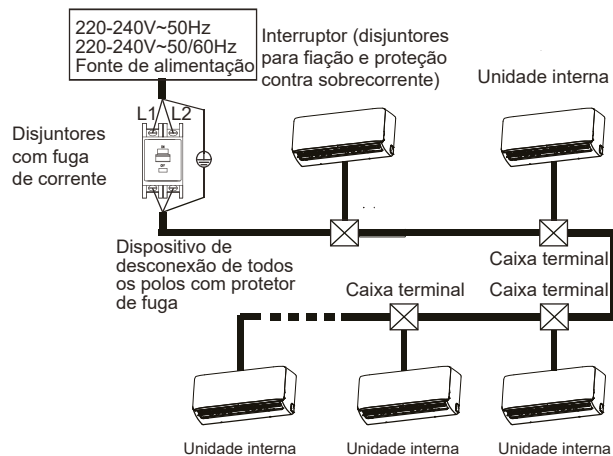 220-240V~50Hz
220-240V~50/60Hz
Fonte de alimentação
Interruptor (disjuntores
para fiação e proteção
contra sobrecorrente)
Unidade interna
L1
L2
Disjuntores
com fuga
de corrente
Dispositivo de
desconexão de todos
os polos com protetor
de fuga
Caixa terminal
Caixa terminal
Caixa terminal
Unidade interna
Unidade interna
Unidade interna